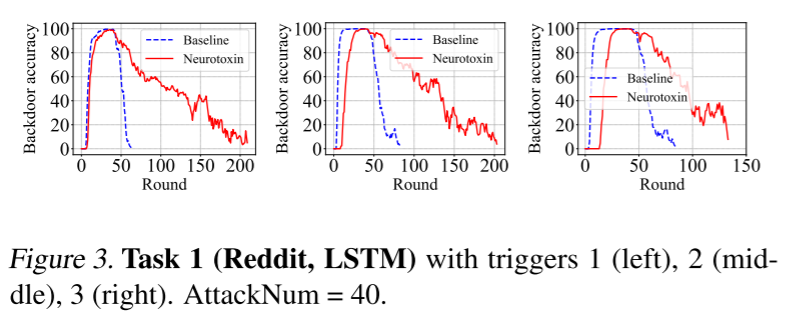 Backdoor accuracy
100
80
60
40
20
0
Baseline
Neurotoxin
0 50 100 150 200
Round
Backdoor accuracy
100
80
60
40
20
0
Baseline
Neurotoxin
0 50 100 150 200
Round
Backdoor accuracy
100
80
60
40
20
0
Baseline
Neurotoxin
0 50 100 150
Round
Figure 3. Task 1 (Reddit, LSTM) with triggers 1 (left), 2 (mid-
dle), 3 (right). AttackNum = 40.